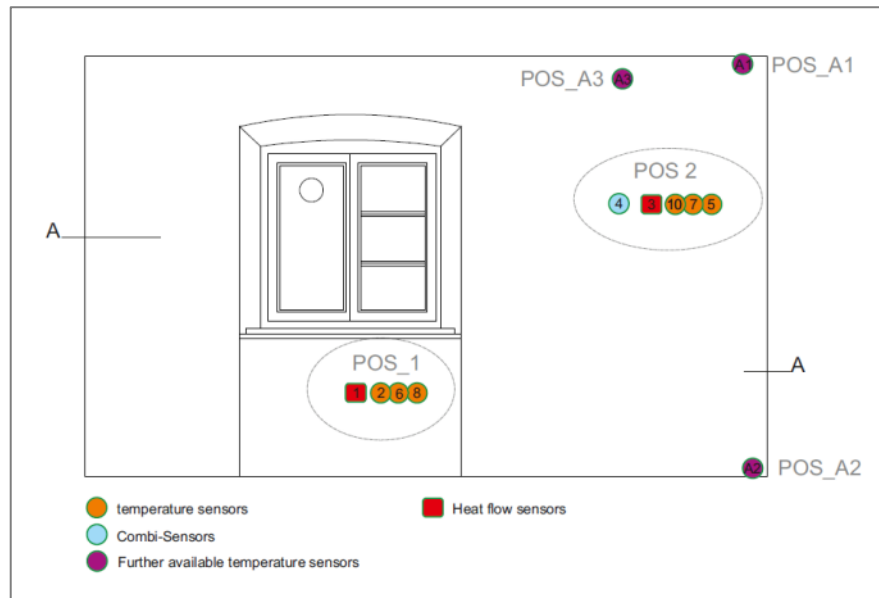 A1 POS_A1
POS_A3 A3
POS 2
4 3 10 7 5
A
POS_1
A
1 2 6 8
A2 POS_A2
temperature sensors
Heat flow sensors
Combi-Sensors
Further available temperature sensors